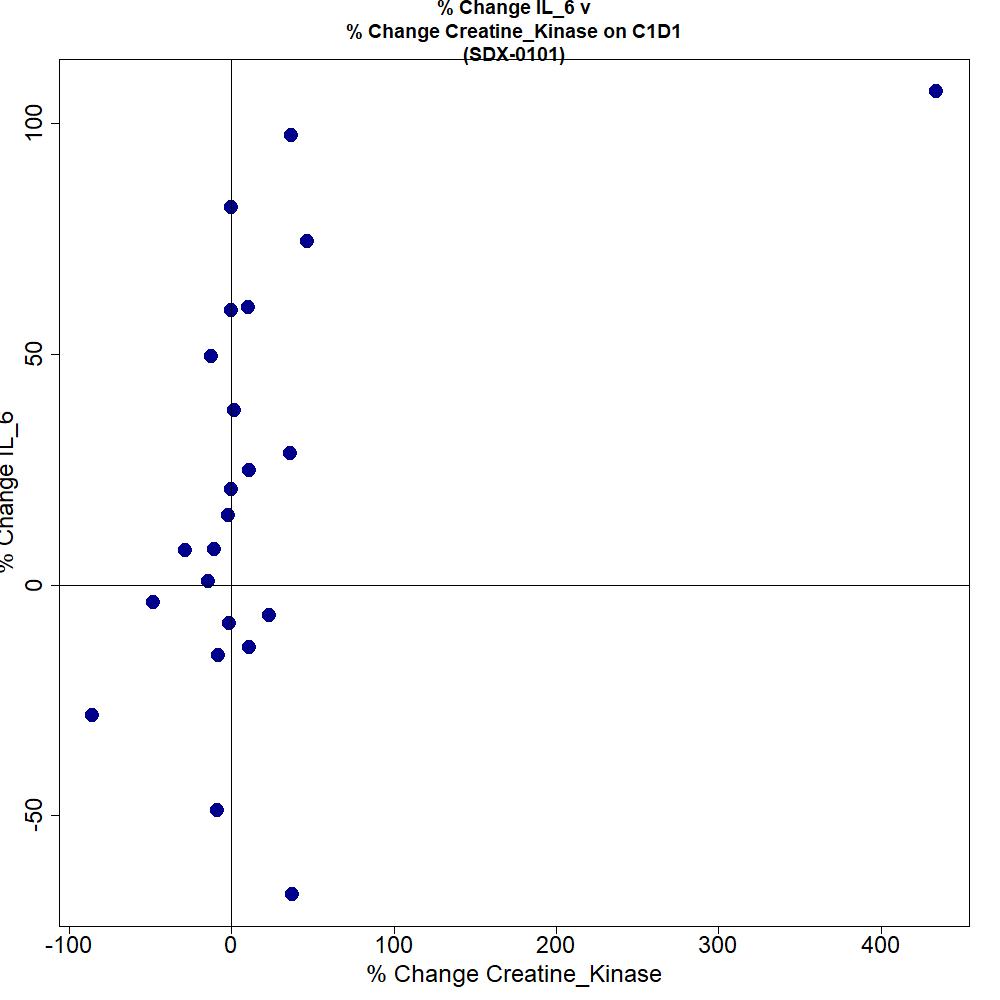 % Change IL_6 v
% Change Creatine_Kinase on C1D1
(SDX-0101)
100
50
0
-50
% Change IL_6
-100 0 100 200 300 400
% Change Creatine_Kinase